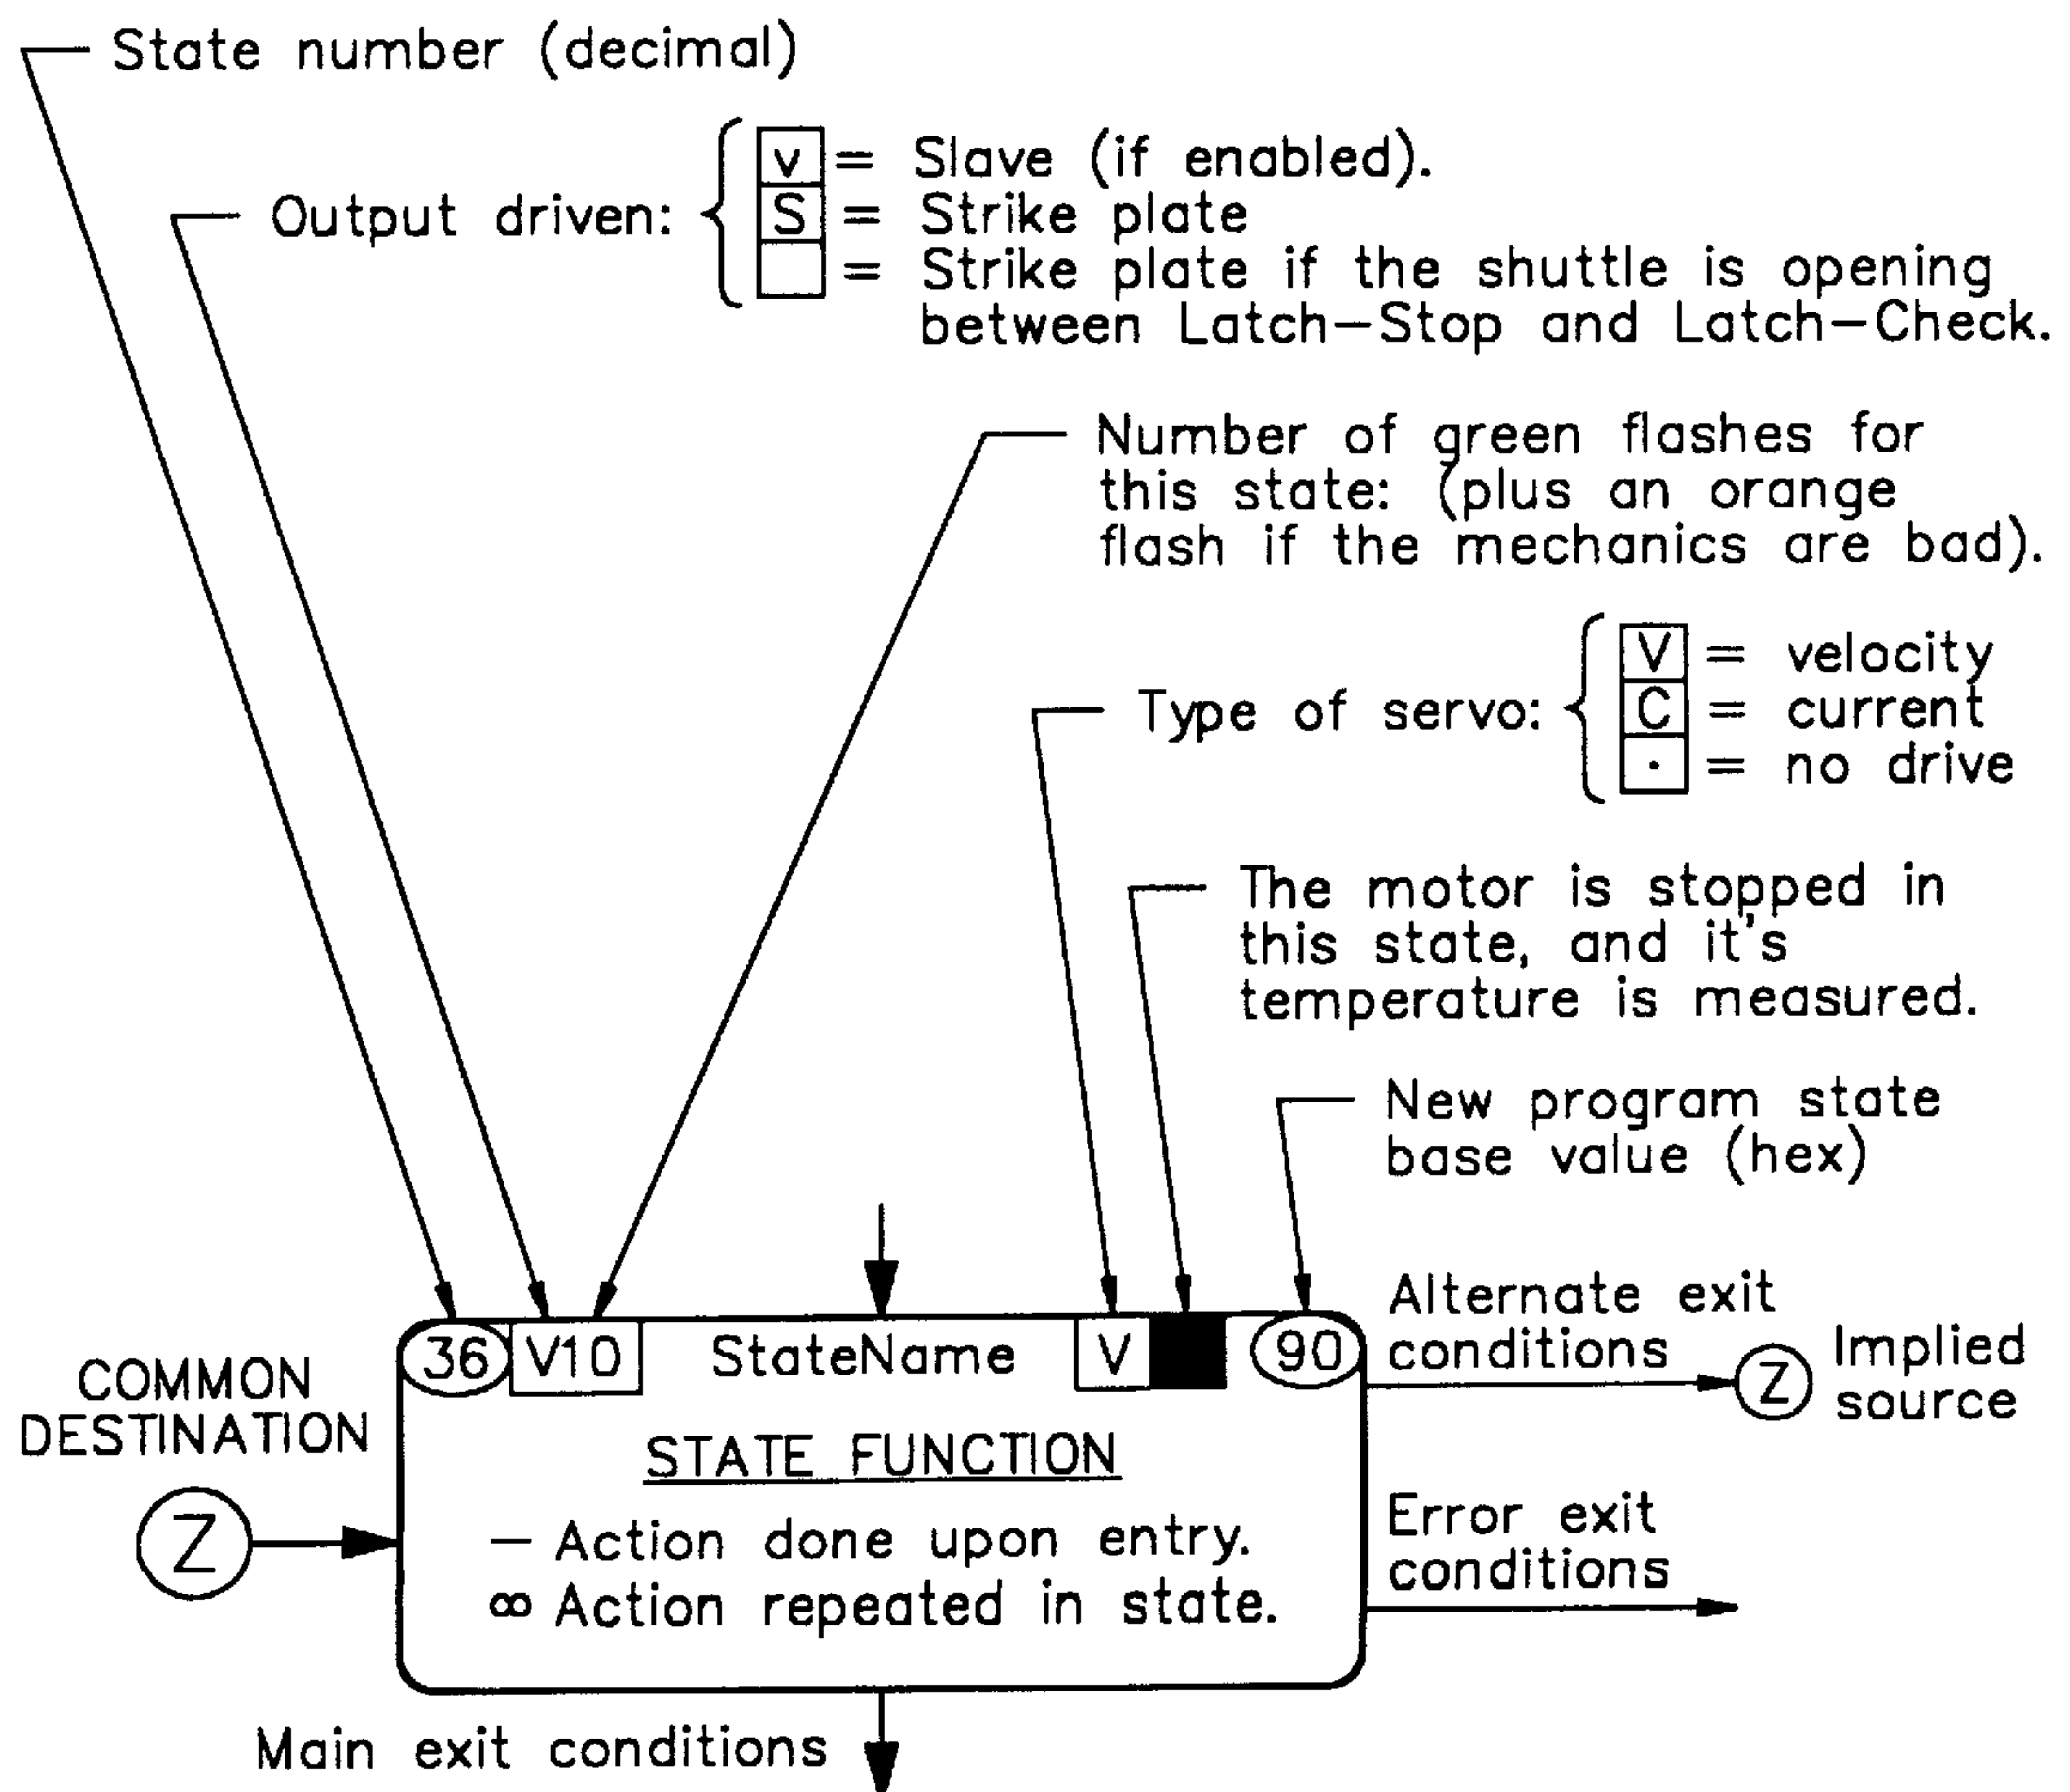 State number (decimal)
Output driven:
v = Slave (if enabled).
S = Strike plate
= Strike plate if the shuttle is opening
between Latch-Stop and Latch-Check.
Number of green flashes for
this state: (plus an orange
flash if the mechanics are bad).
Type of servo:
V = velocity
C = current
· = no drive
The motor is stopped in
this state, and it's
temperature is measured.
New program state
base value (hex)
36 V10 StateName V 90
Alternate exit
conditions
Z
Implied
source
COMMON
DESTINATION
Z
STATE FUNCTION
— Action done upon entry.
∞ Action repeated in state.
Error exit
conditions
Main exit conditions